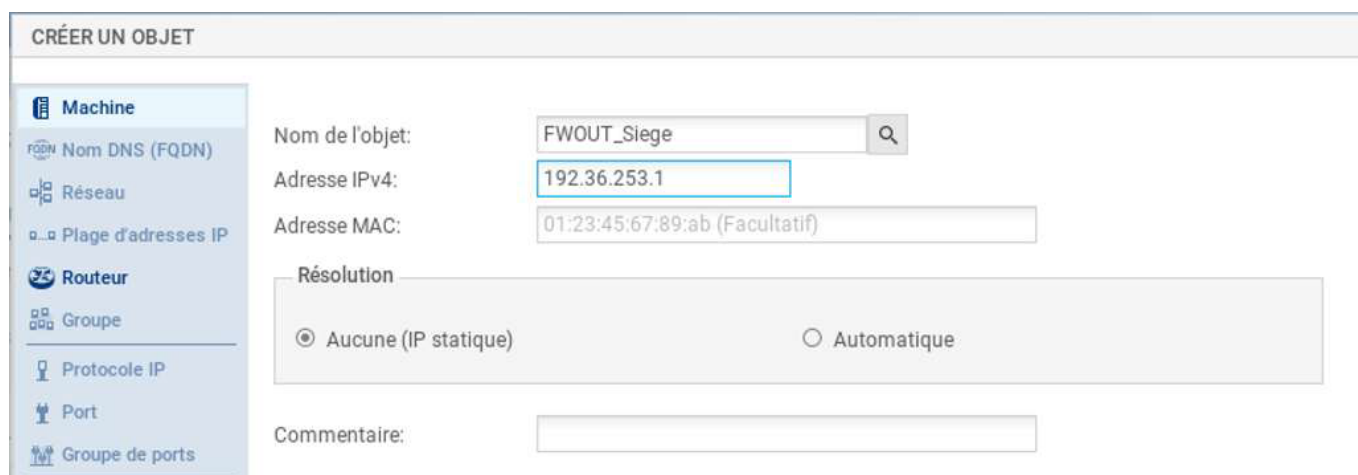 CRÉER UN OBJET
Machine
FQDN Nom DNS (FQDN)
Réseau
Plage d'adresses IP
Routeur
Groupe
Protocole IP
Port
Groupe de ports
Nom de l'objet: FWOUT_Siege
Adresse IPv4: 192.36.253.1
Adresse MAC: 01:23:45:67:89:ab (Facultatif)
Résolution
Aucune (IP statique) Automatique
Commentaire: